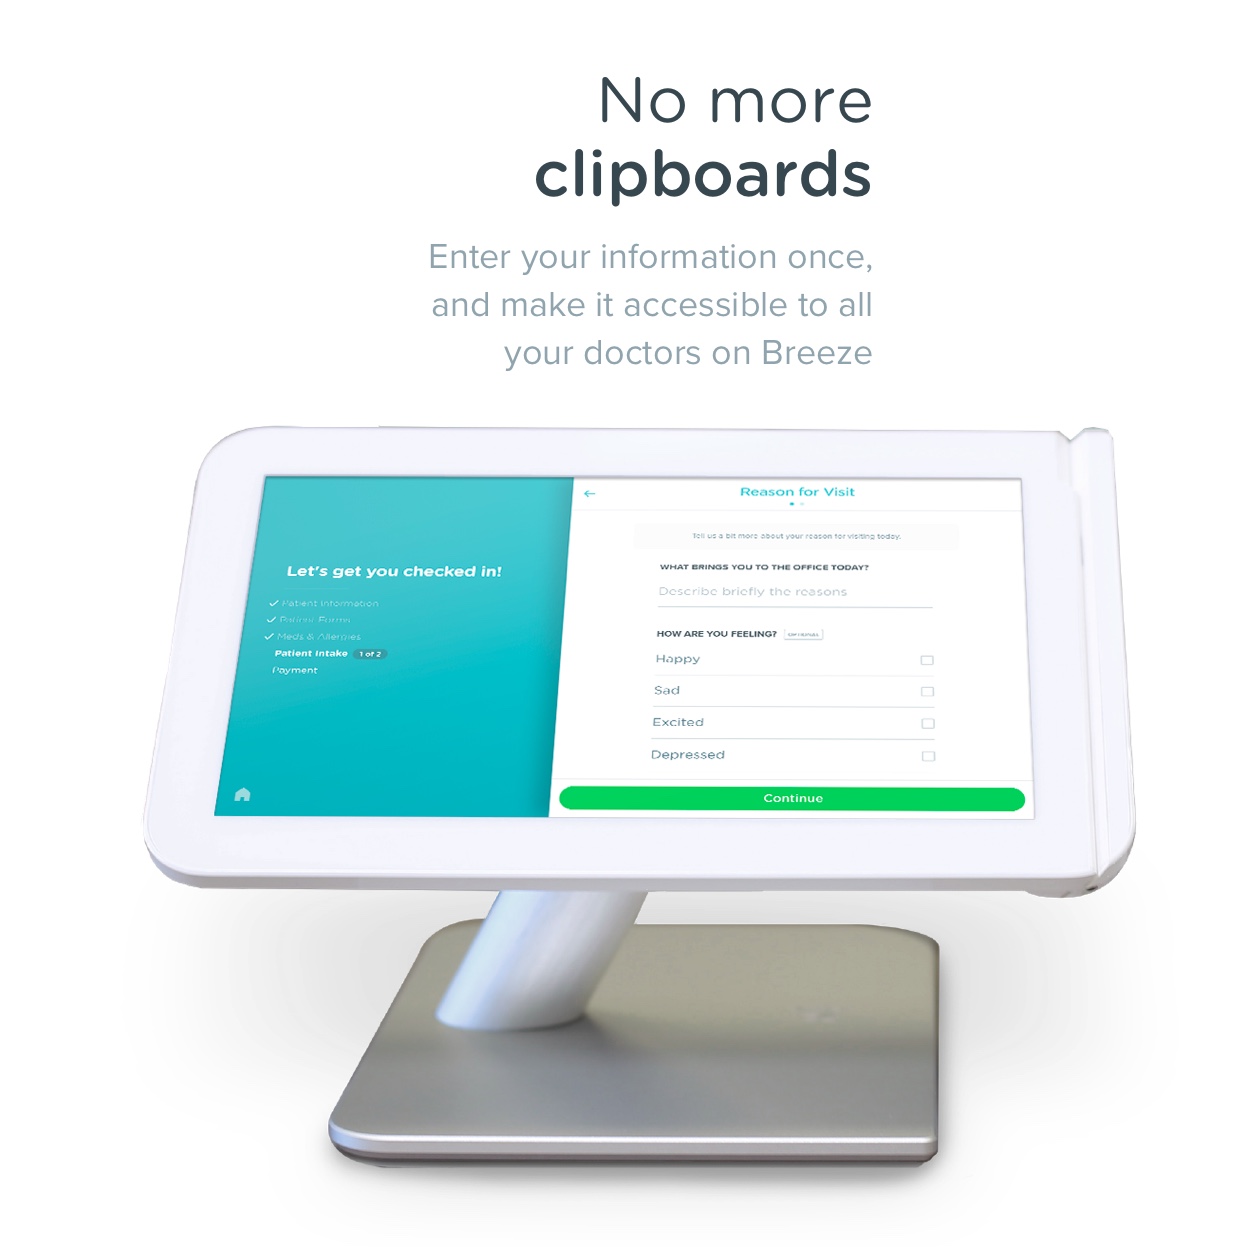 No more
clipboards
Enter your information once,
and make it accessible to all
your doctors on Breeze
Let's get you checked in!
Patient Information
Patient Forms
Meds & Allergies
Patient Intake 1 of 2
Payment
Reason for Visit
Tell us a bit more about your reason for visiting today.
WHAT BRINGS YOU TO THE OFFICE TODAY?
Describe briefly the reasons
HOW ARE YOU FEELING? OPTIONAL
Happy
Sad
Excited
Depressed
Continue